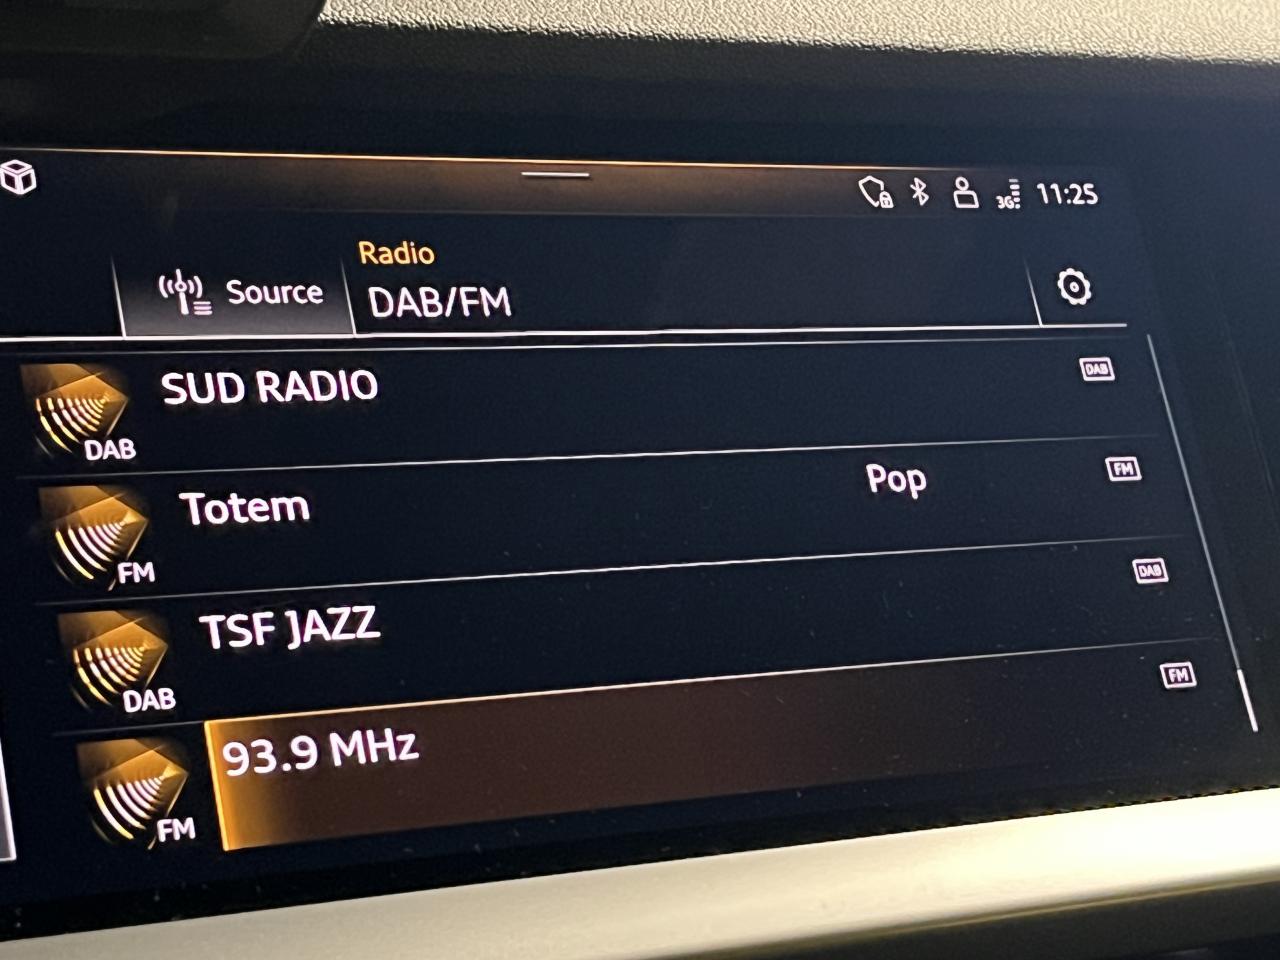 3G 11:25
Radio
Source DAB/FM
SUD RADIO DAB
DAB
Totem Pop FM
FM
TSF JAZZ DAB
DAB
93.9 MHz FM
FM